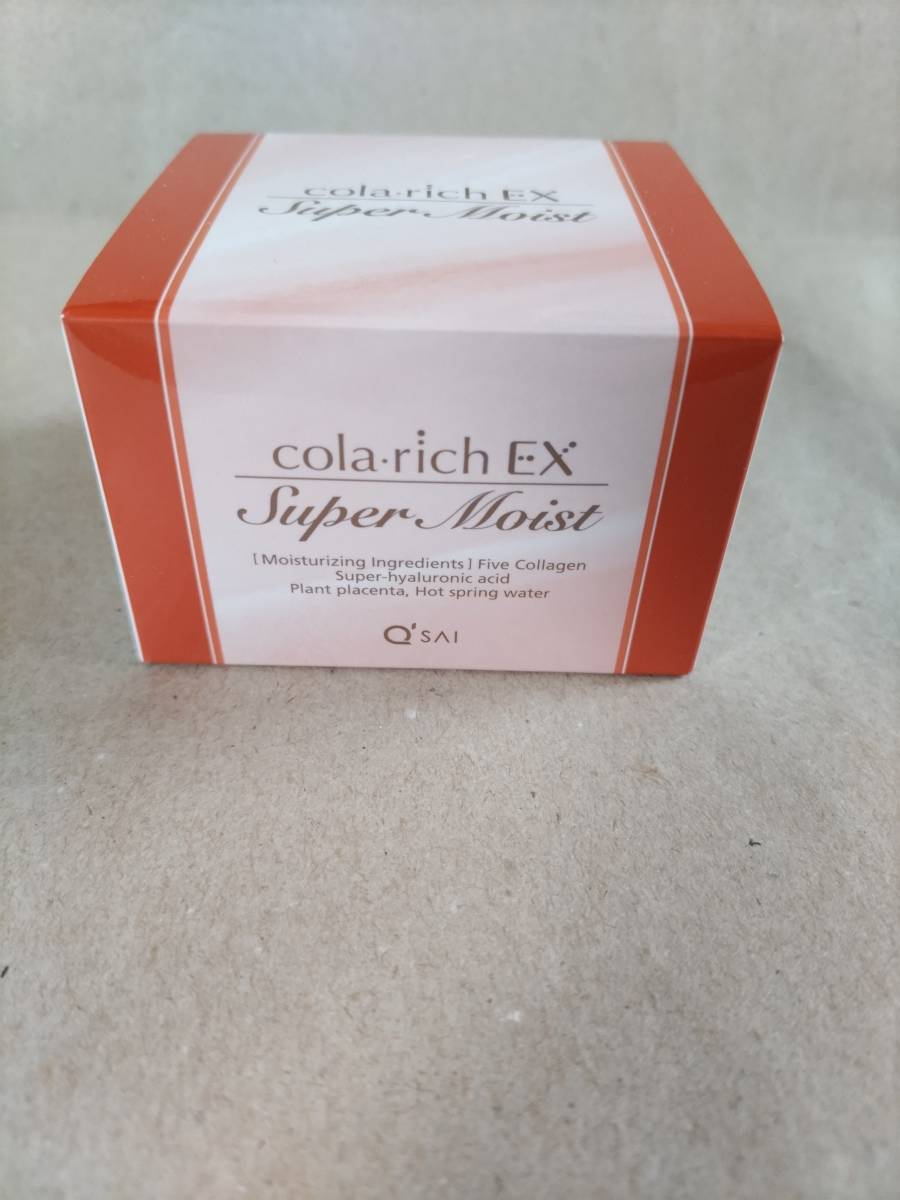 cola·rich EX
Super Moist
cola·rich EX
Super Moist
[ Moisturizing Ingredients ] Five Collagen
Super-hyaluronic acid
Plant placenta, Hot spring water
Q'SAI